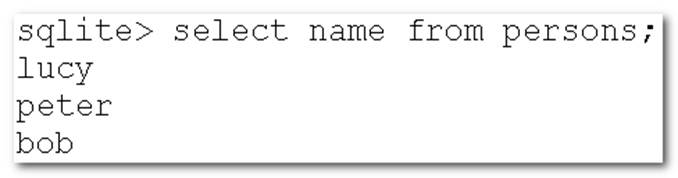 sqlite> select name from persons;
lucy
peter
bob